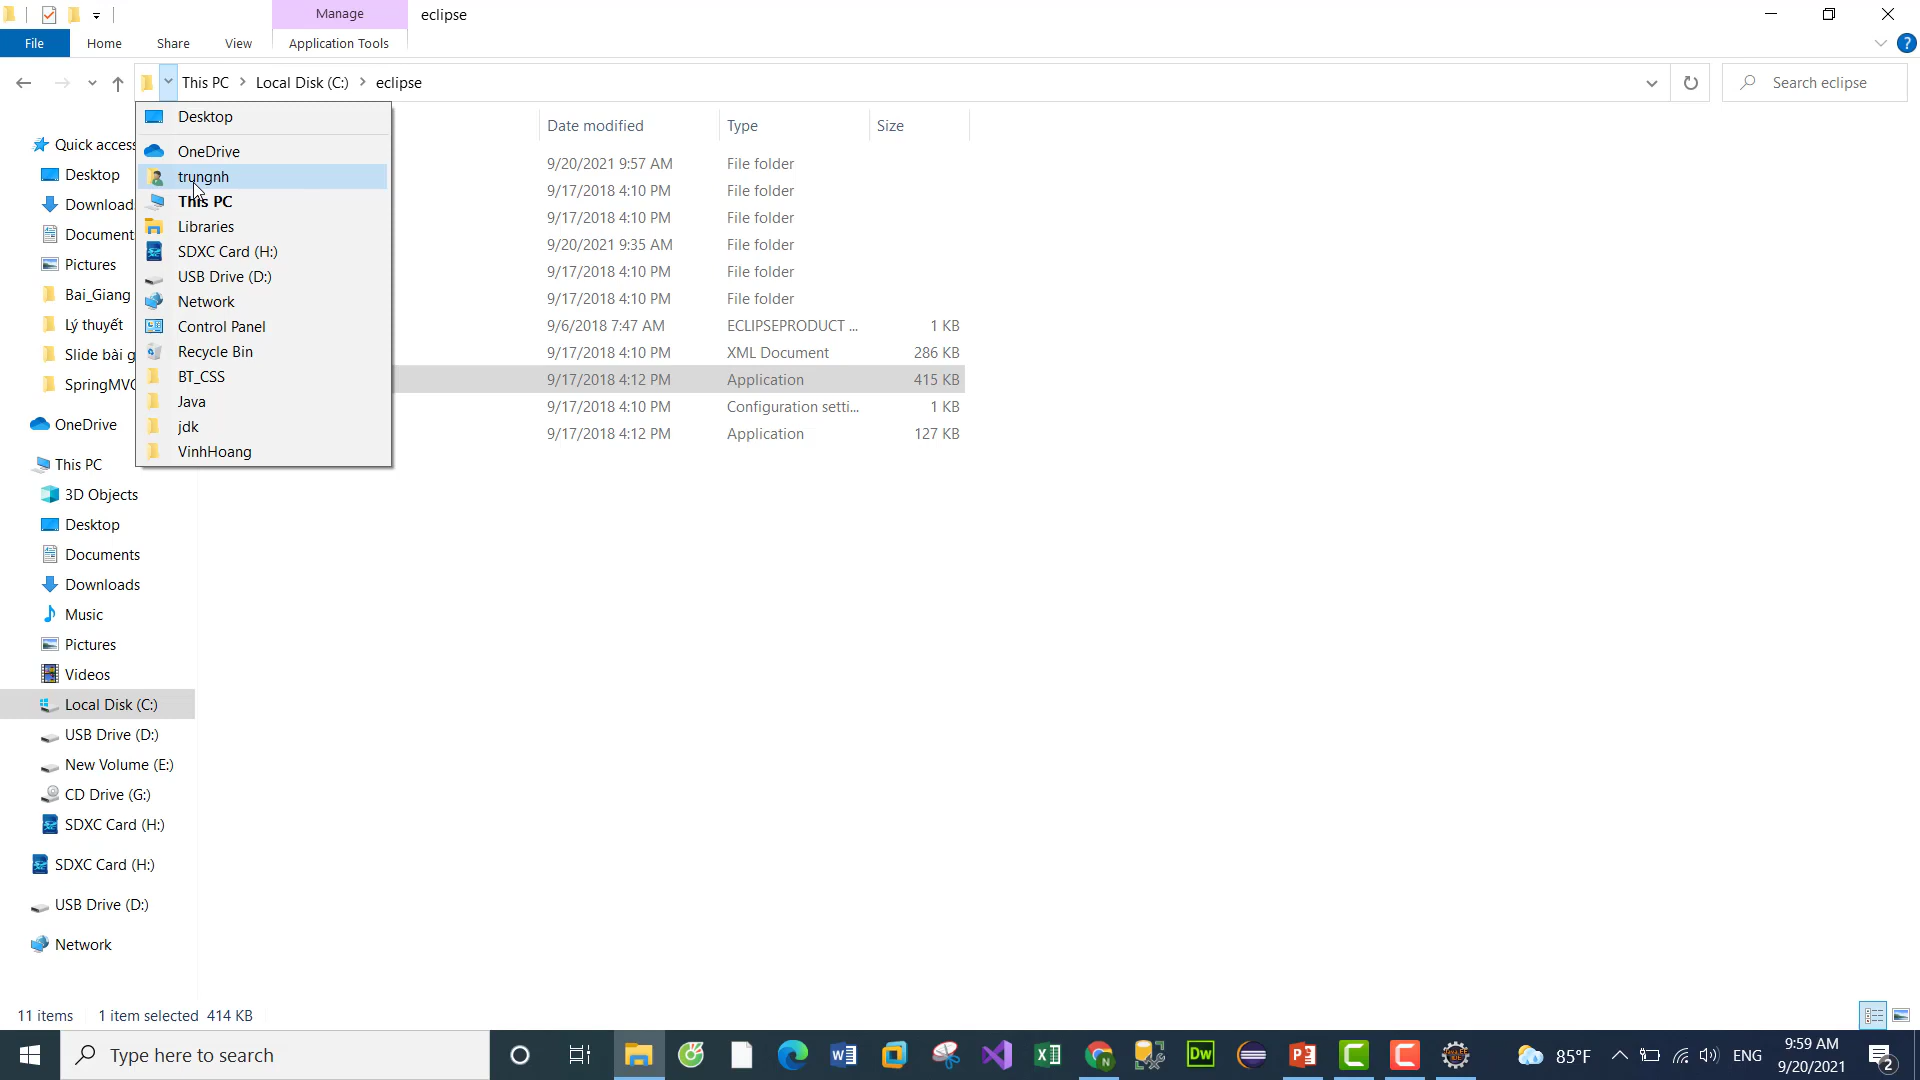 Manage
eclipse
File
Home
Share
View
Application Tools
This PC
Local Disk (C:)
eclipse
Search eclipse
Desktop
OneDrive
trungnh
This PC
Libraries
SDXC Card (H:)
USB Drive (D:)
Network
Control Panel
Recycle Bin
BT_CSS
Java
jdk
VinhHoang
Date modified
Type
Size
9/20/2021 9:57 AM File folder
9/17/2018 4:10 PM File folder
9/17/2018 4:10 PM File folder
9/20/2021 9:35 AM File folder
9/17/2018 4:10 PM File folder
9/17/2018 4:10 PM File folder
9/6/2018 7:47 AM ECLIPSEPRODUCT ... 1 KB
9/17/2018 4:10 PM XML Document 286 KB
9/17/2018 4:12 PM Application 415 KB
9/17/2018 4:10 PM Configuration setti... 1 KB
9/17/2018 4:12 PM Application 127 KB
Quick access
Desktop
Download
Document
Pictures
Bai_Giang
Lý thuyết
Slide bài g
SpringMVC
OneDrive
This PC
3D Objects
Desktop
Documents
Downloads
Music
Pictures
Videos
Local Disk (C:)
USB Drive (D:)
New Volume (E:)
CD Drive (G:)
SDXC Card (H:)
SDXC Card (H:)
USB Drive (D:)
Network
11 items
1 item selected 414 KB
Type here to search
Dw
85°F
ENG
9:59 AM
9/20/2021
2